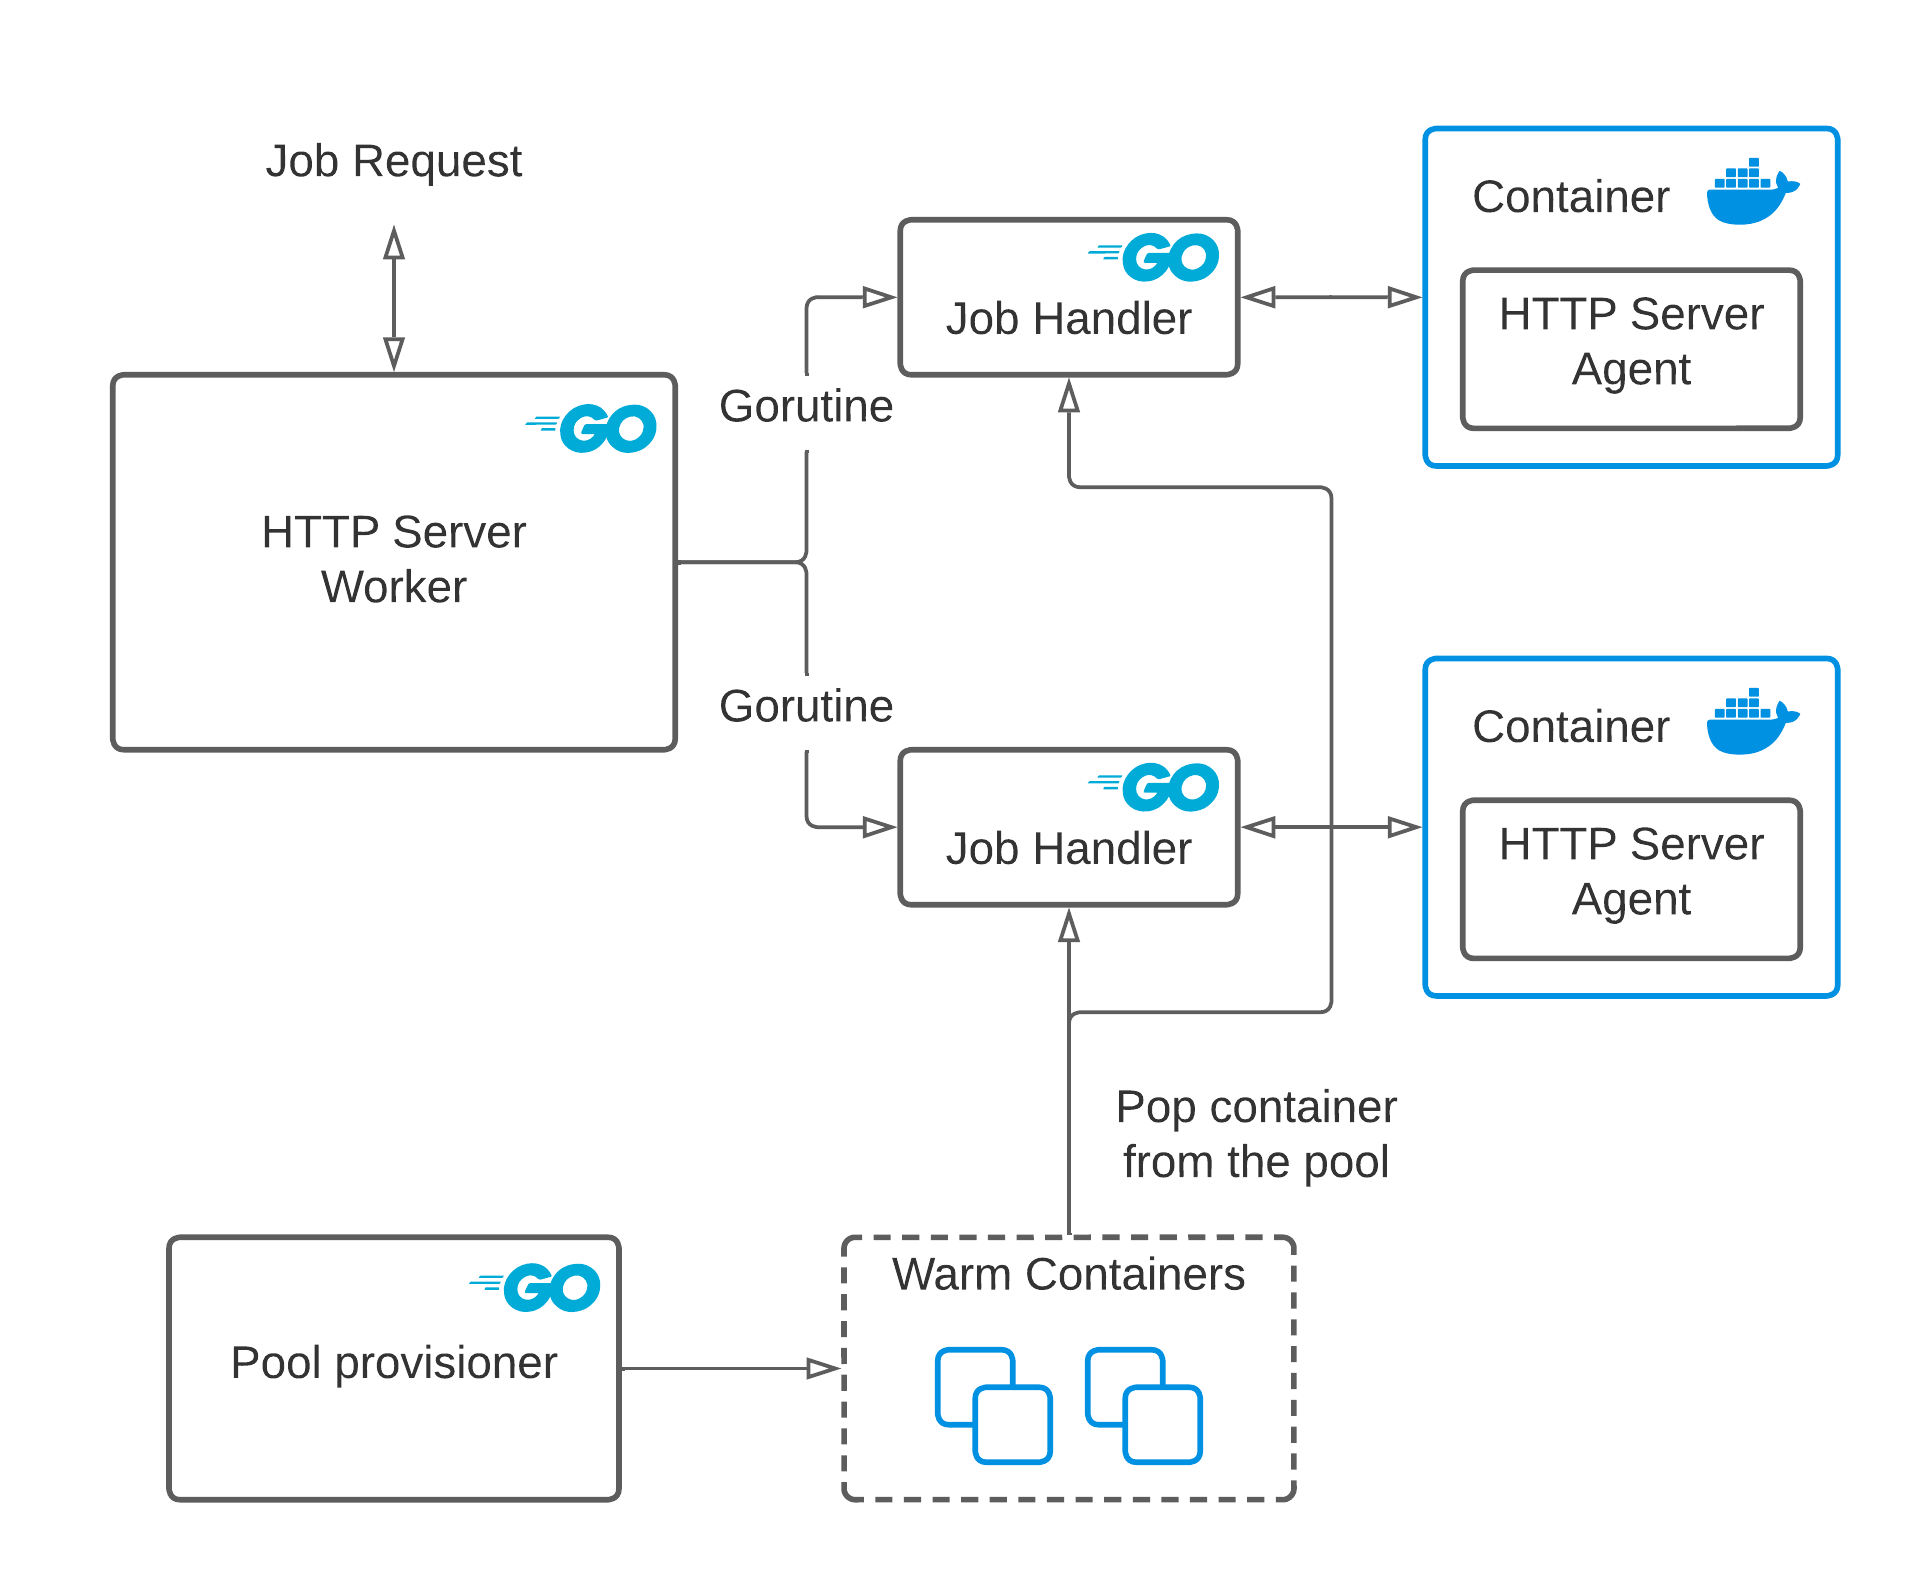 Job Request
GO
HTTP Server
Worker
Gorutine
Gorutine
GO
Job Handler
GO
Job Handler
Container
HTTP Server
Agent
Container
HTTP Server
Agent
Pop container
from the pool
GO
Pool provisioner
Warm Containers